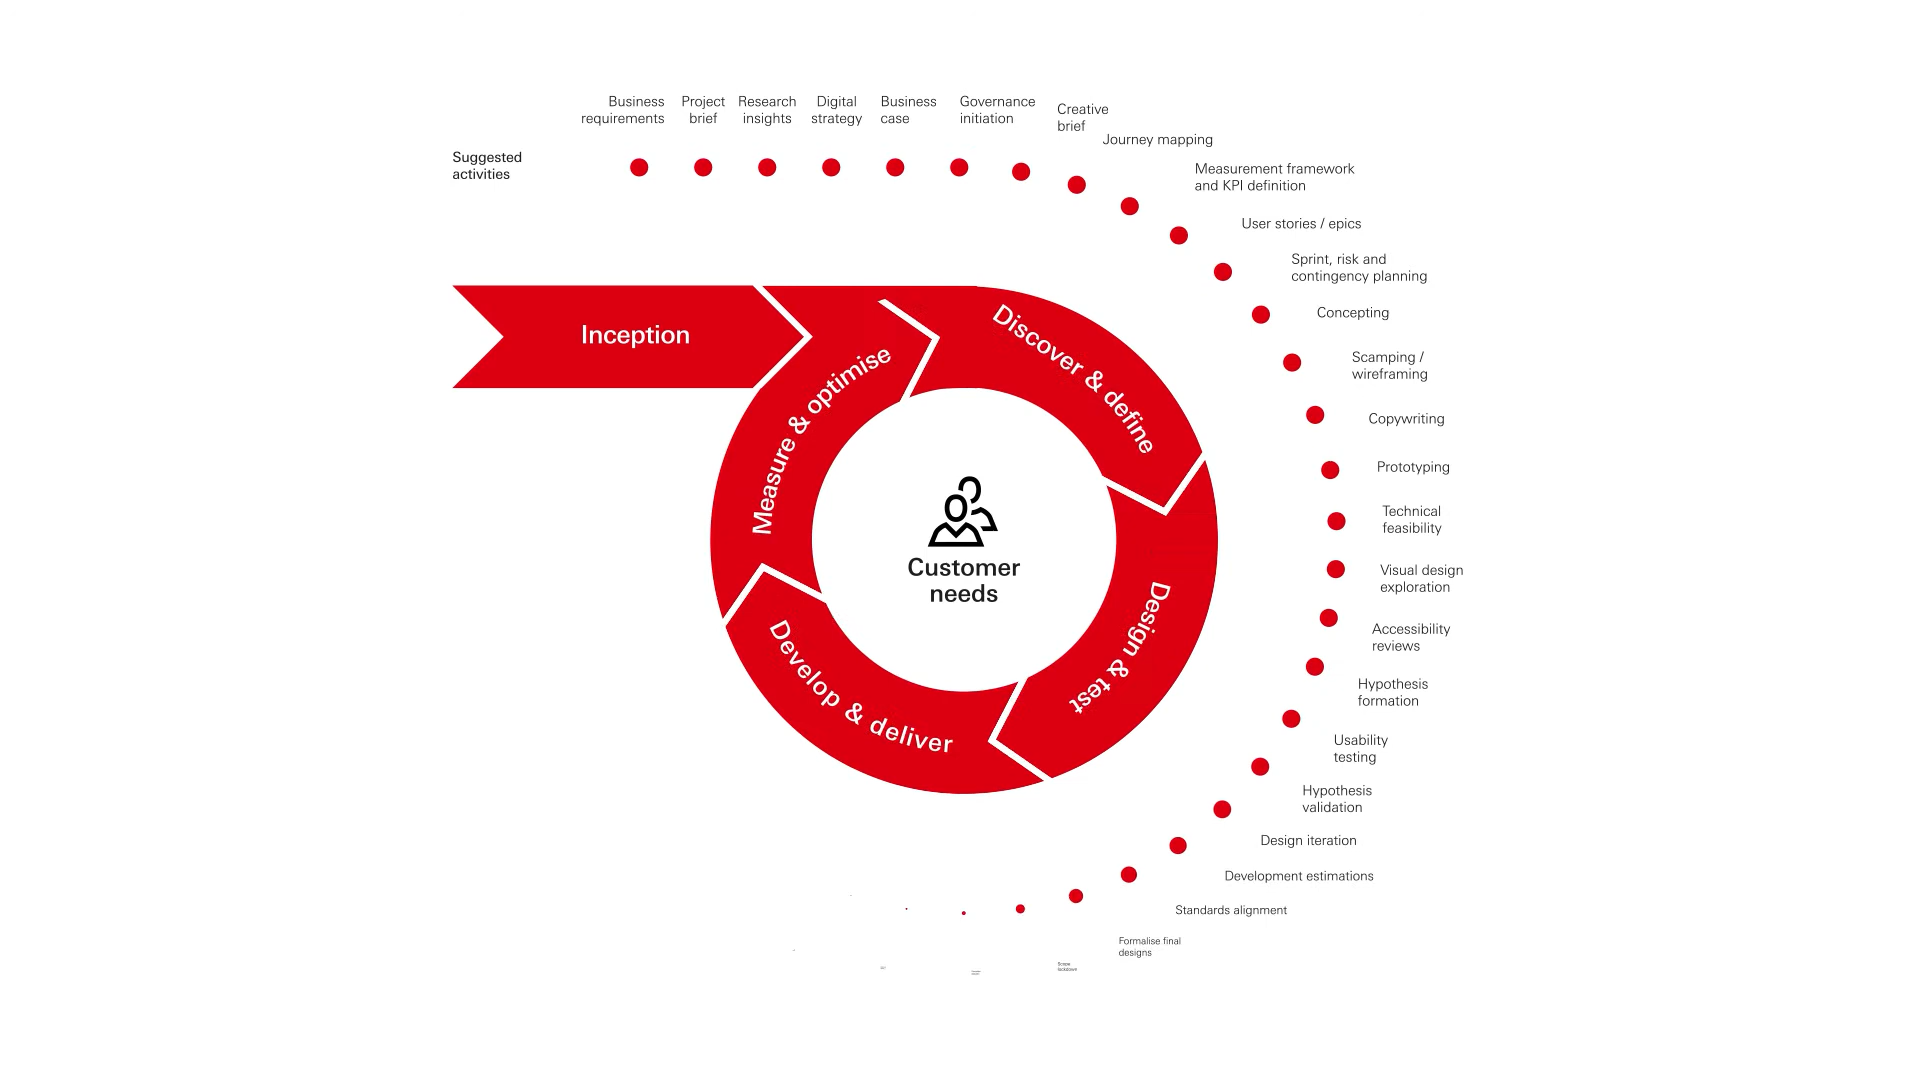 Business
requirements
Project
brief
Research
insights
Digital
strategy
Business
case
Governance
initiation
Creative
brief
Journey mapping
Suggested
activities
Measurement framework
and KPI definition
User stories / epics
Sprint, risk and
contingency planning
Concepting
Scamping /
wireframing
Copywriting
Prototyping
Technical
feasibility
Visual design
exploration
Accessibility
reviews
Hypothesis
formation
Usability
testing
Hypothesis
validation
Design iteration
Development estimations
Standards alignment
Formalise final
designs
Scope
lockdown
Inception
Discover & define
Design & test
Develop & deliver
Measure & optimise
Customer
needs